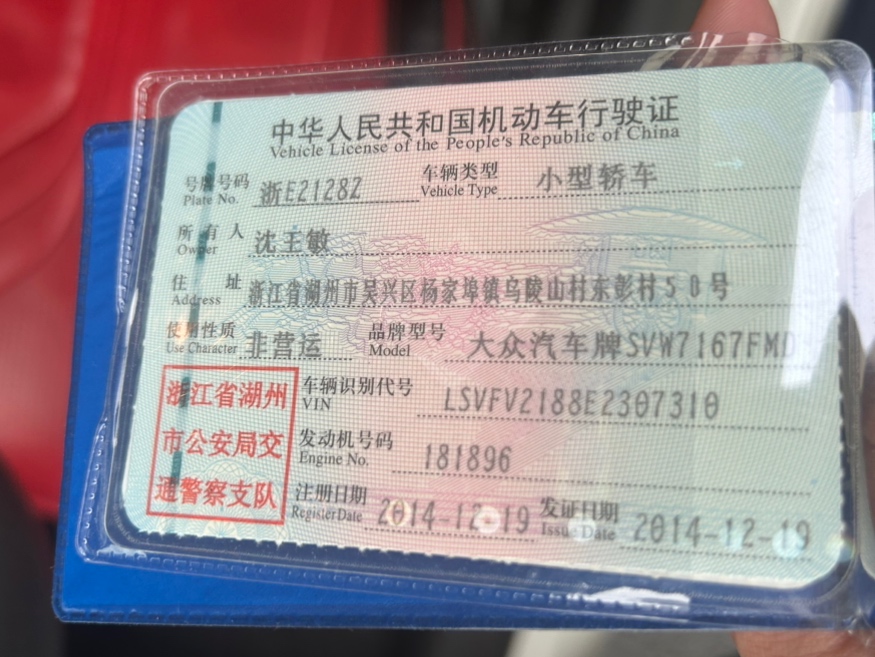 中华人民共和国机动车行驶证
Vehicle License of the People's Republic of China
号牌号码 浙E2128Z 车辆类型 小型轿车
Plate No. Vehicle Type
所有人 沈王敏
Owner
住址 浙江省湖州市吴兴区杨家埠镇乌陵山村东彭村50号
Address
使用性质 非营运 品牌型号 大众汽车牌SVW7167FMD
Use Character Model
浙江省湖州
市公安局交
通警察支队
车辆识别代号 LSVFV2188E2307310
VIN
发动机号码 181896
Engine No.
注册日期 2014-12-19 发证日期 2014-12-19
Register Date Issue Date